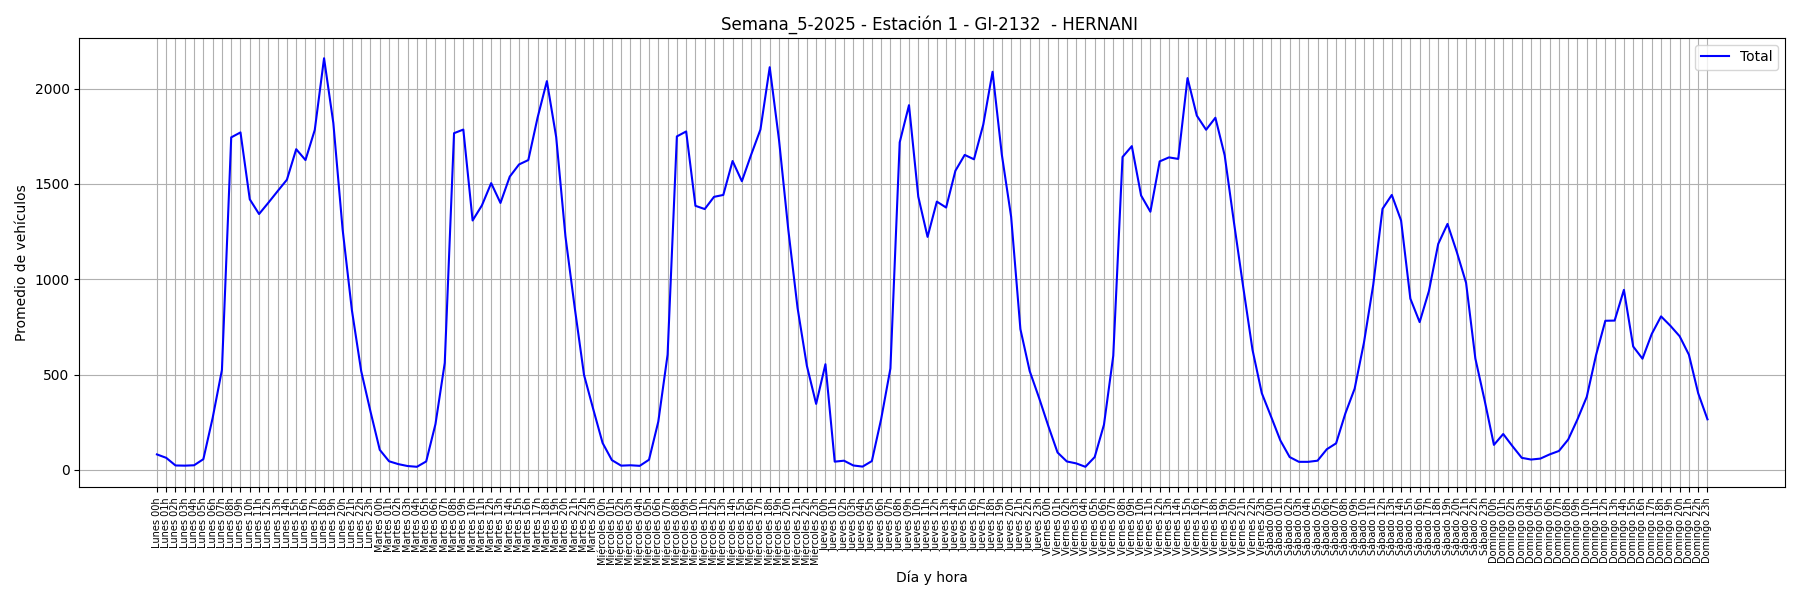 Semana_5-2025 - Estación 1 - GI-2132  - HERNANI
Total
Promedio de vehículos
2000
1500
1000
500
0
Lunes 00h
Lunes 01h
Lunes 02h
Lunes 03h
Lunes 04h
Lunes 05h
Lunes 06h
Lunes 07h
Lunes 08h
Lunes 09h
Lunes 10h
Lunes 11h
Lunes 12h
Lunes 13h
Lunes 14h
Lunes 15h
Lunes 16h
Lunes 17h
Lunes 18h
Lunes 19h
Lunes 20h
Lunes 21h
Lunes 22h
Lunes 23h
Martes 00h
Martes 01h
Martes 02h
Martes 03h
Martes 04h
Martes 05h
Martes 06h
Martes 07h
Martes 08h
Martes 09h
Martes 10h
Martes 11h
Martes 12h
Martes 13h
Martes 14h
Martes 15h
Martes 16h
Martes 17h
Martes 18h
Martes 19h
Martes 20h
Martes 21h
Martes 22h
Martes 23h
Miércoles 00h
Miércoles 01h
Miércoles 02h
Miércoles 03h
Miércoles 04h
Miércoles 05h
Miércoles 06h
Miércoles 07h
Miércoles 08h
Miércoles 09h
Miércoles 10h
Miércoles 11h
Miércoles 12h
Miércoles 13h
Miércoles 14h
Miércoles 15h
Miércoles 16h
Miércoles 17h
Miércoles 18h
Miércoles 19h
Miércoles 20h
Miércoles 21h
Miércoles 22h
Miércoles 23h
Jueves 00h
Jueves 01h
Jueves 02h
Jueves 03h
Jueves 04h
Jueves 05h
Jueves 06h
Jueves 07h
Jueves 08h
Jueves 09h
Jueves 10h
Jueves 11h
Jueves 12h
Jueves 13h
Jueves 14h
Jueves 15h
Jueves 16h
Jueves 17h
Jueves 18h
Jueves 19h
Jueves 20h
Jueves 21h
Jueves 22h
Jueves 23h
Viernes 00h
Viernes 01h
Viernes 02h
Viernes 03h
Viernes 04h
Viernes 05h
Viernes 06h
Viernes 07h
Viernes 08h
Viernes 09h
Viernes 10h
Viernes 11h
Viernes 12h
Viernes 13h
Viernes 14h
Viernes 15h
Viernes 16h
Viernes 17h
Viernes 18h
Viernes 19h
Viernes 20h
Viernes 21h
Viernes 22h
Viernes 23h
Sábado 00h
Sábado 01h
Sábado 02h
Sábado 03h
Sábado 04h
Sábado 05h
Sábado 06h
Sábado 07h
Sábado 08h
Sábado 09h
Sábado 10h
Sábado 11h
Sábado 12h
Sábado 13h
Sábado 14h
Sábado 15h
Sábado 16h
Sábado 17h
Sábado 18h
Sábado 19h
Sábado 20h
Sábado 21h
Sábado 22h
Sábado 23h
Domingo 00h
Domingo 01h
Domingo 02h
Domingo 03h
Domingo 04h
Domingo 05h
Domingo 06h
Domingo 07h
Domingo 08h
Domingo 09h
Domingo 10h
Domingo 11h
Domingo 12h
Domingo 13h
Domingo 14h
Domingo 15h
Domingo 16h
Domingo 17h
Domingo 18h
Domingo 19h
Domingo 20h
Domingo 21h
Domingo 22h
Domingo 23h
Día y hora